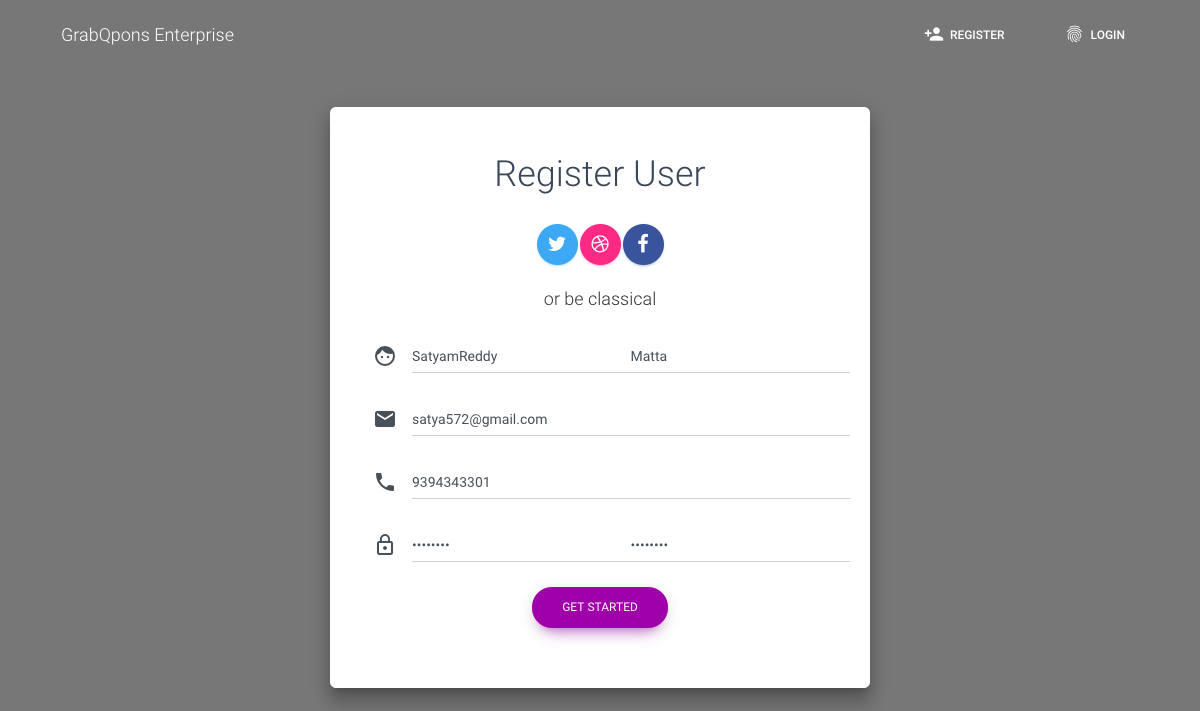 GrabQpons Enterprise REGISTER LOGIN
Register User
or be classical
SatyamReddy Matta
satya572@gmail.com
9394343301
•••••••• ••••••••
GET STARTED